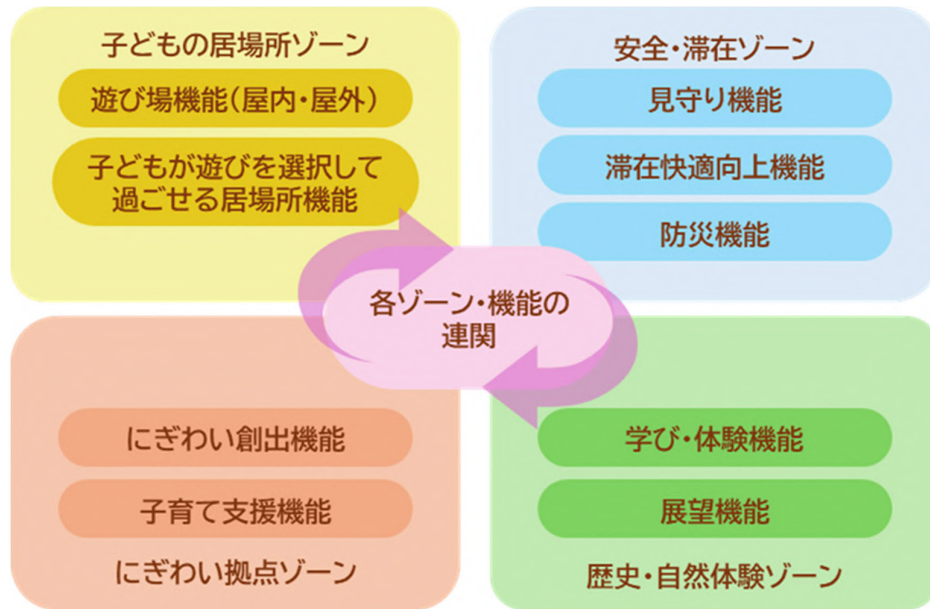 子どもの居場所ゾーン
遊び場機能(屋内・屋外)
子どもが遊びを選択して
過ごせる居場所機能
安全・滞在ゾーン
見守り機能
滞在快適向上機能
防災機能
各ゾーン・機能の
連関
にぎわい創出機能
子育て支援機能
にぎわい拠点ゾーン
学び・体験機能
展望機能
歴史・自然体験ゾーン